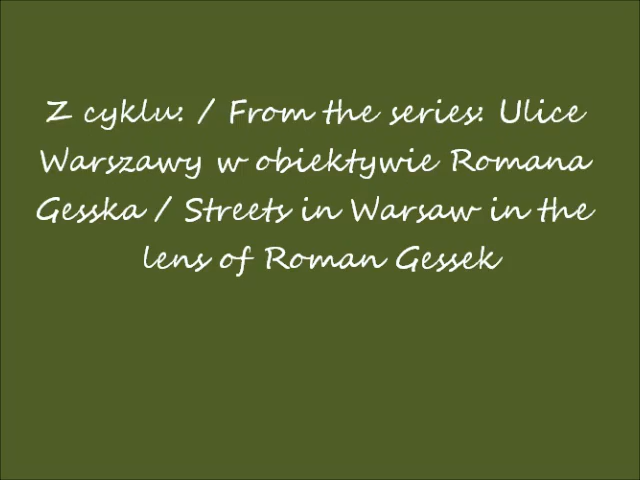 Z cyklu: / From the series: Ulice
Warszawy w obiektywie Romana
Gesska / Streets in Warsaw in the
lens of Roman Gessek